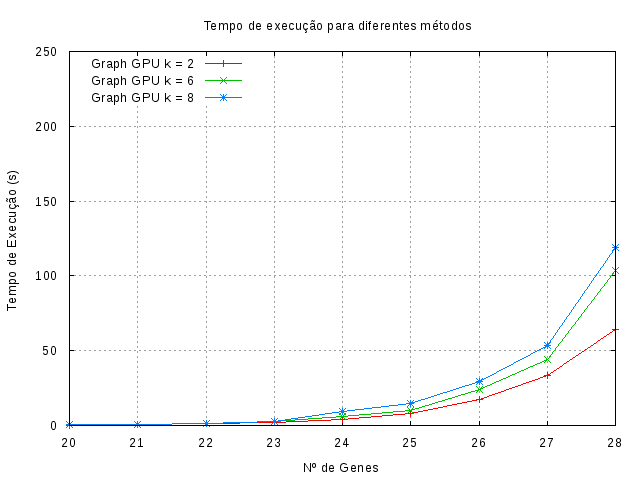 Tempo de execução para diferentes métodos
250
200
150
100
50
0
Graph GPU k = 2
Graph GPU k = 6
Graph GPU k = 8
Tempo de Execução (s)
20 21 22 23 24 25 26 27 28
Nº de Genes